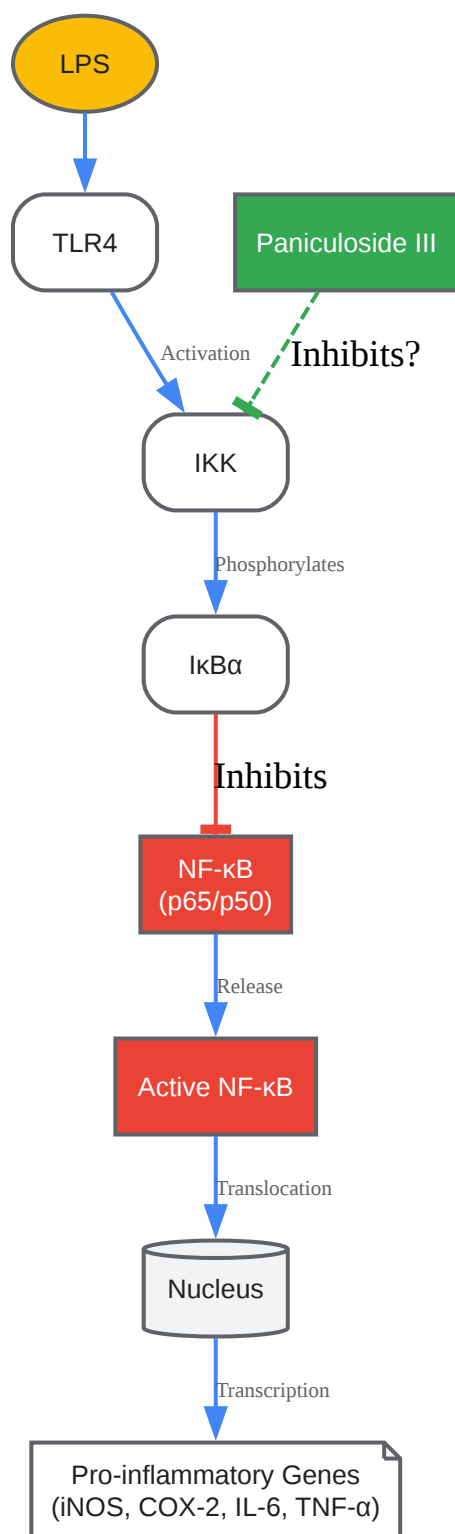 LPS
TLR4
Paniculoside III
Activation
Inhibits?
IKK
Phosphorylates
IκBα
Inhibits
NF-κB
(p65/p50)
Release
Active NF-κB
Translocation
Nucleus
Transcription
Pro-inflammatory Genes
(iNOS, COX-2, IL-6, TNF-α)